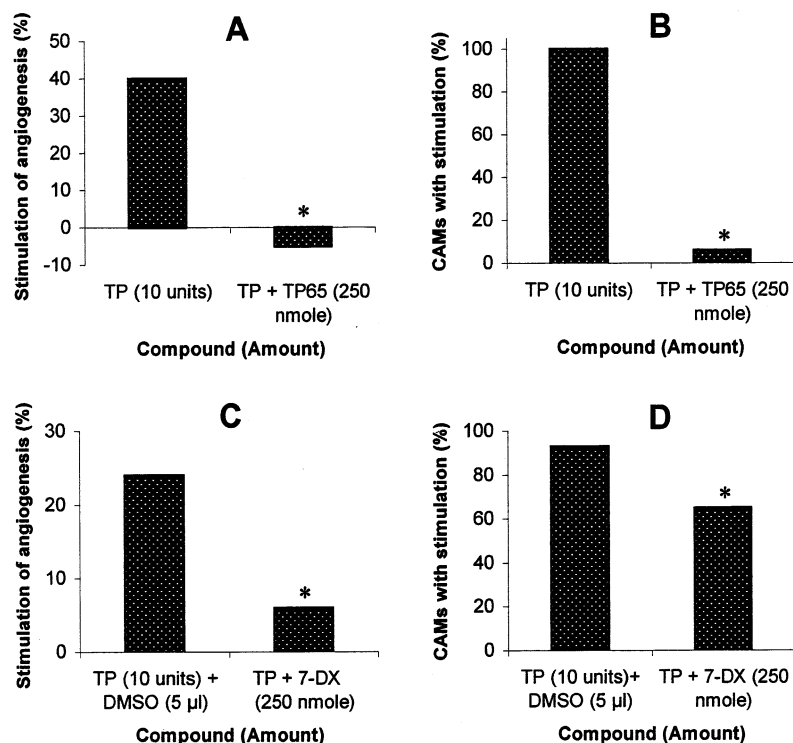 A
Stimulation of angiogenesis (%)
50
40
30
20
10
0
-10
*
TP (10 units)
TP + TP65 (250
nmole)
Compound (Amount)
B
CAMs with stimulation (%)
100
80
60
40
20
0
*
TP (10 units)
TP + TP65 (250
nmole)
Compound (Amount)
C
Stimulation of angiogenesis (%)
30
20
10
0
*
TP (10 units) +
DMSO (5 µl)
TP + 7-DX
(250 nmole)
Compound (Amount)
D
CAMs with stimulation (%)
100
80
60
40
20
0
*
TP (10 units)+
DMSO (5 µl)
TP + 7-DX (250
nmole)
Compound (Amount)